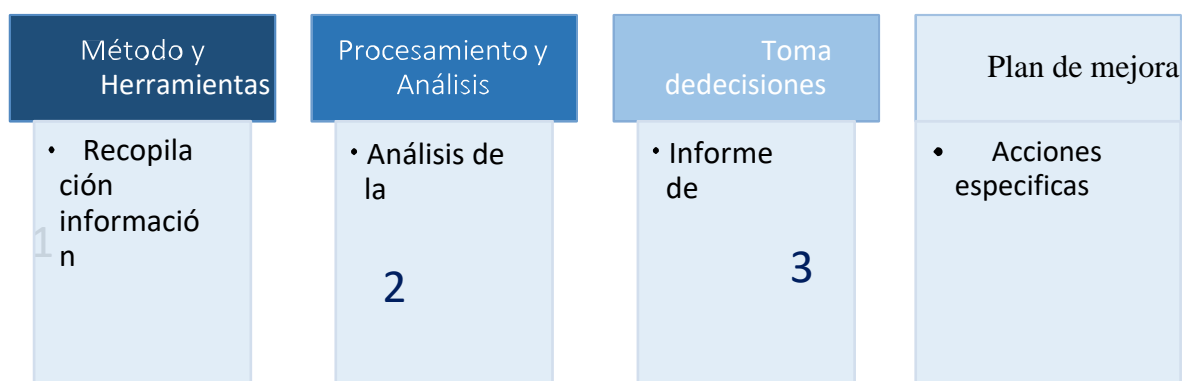 Método y
Herramientas
• Recopila
ción
informació
n
1
Procesamiento y
Análisis
• Análisis de
la
2
Toma
dedecisiones
• Informe
de
3
Plan de mejora
• Acciones
especificas